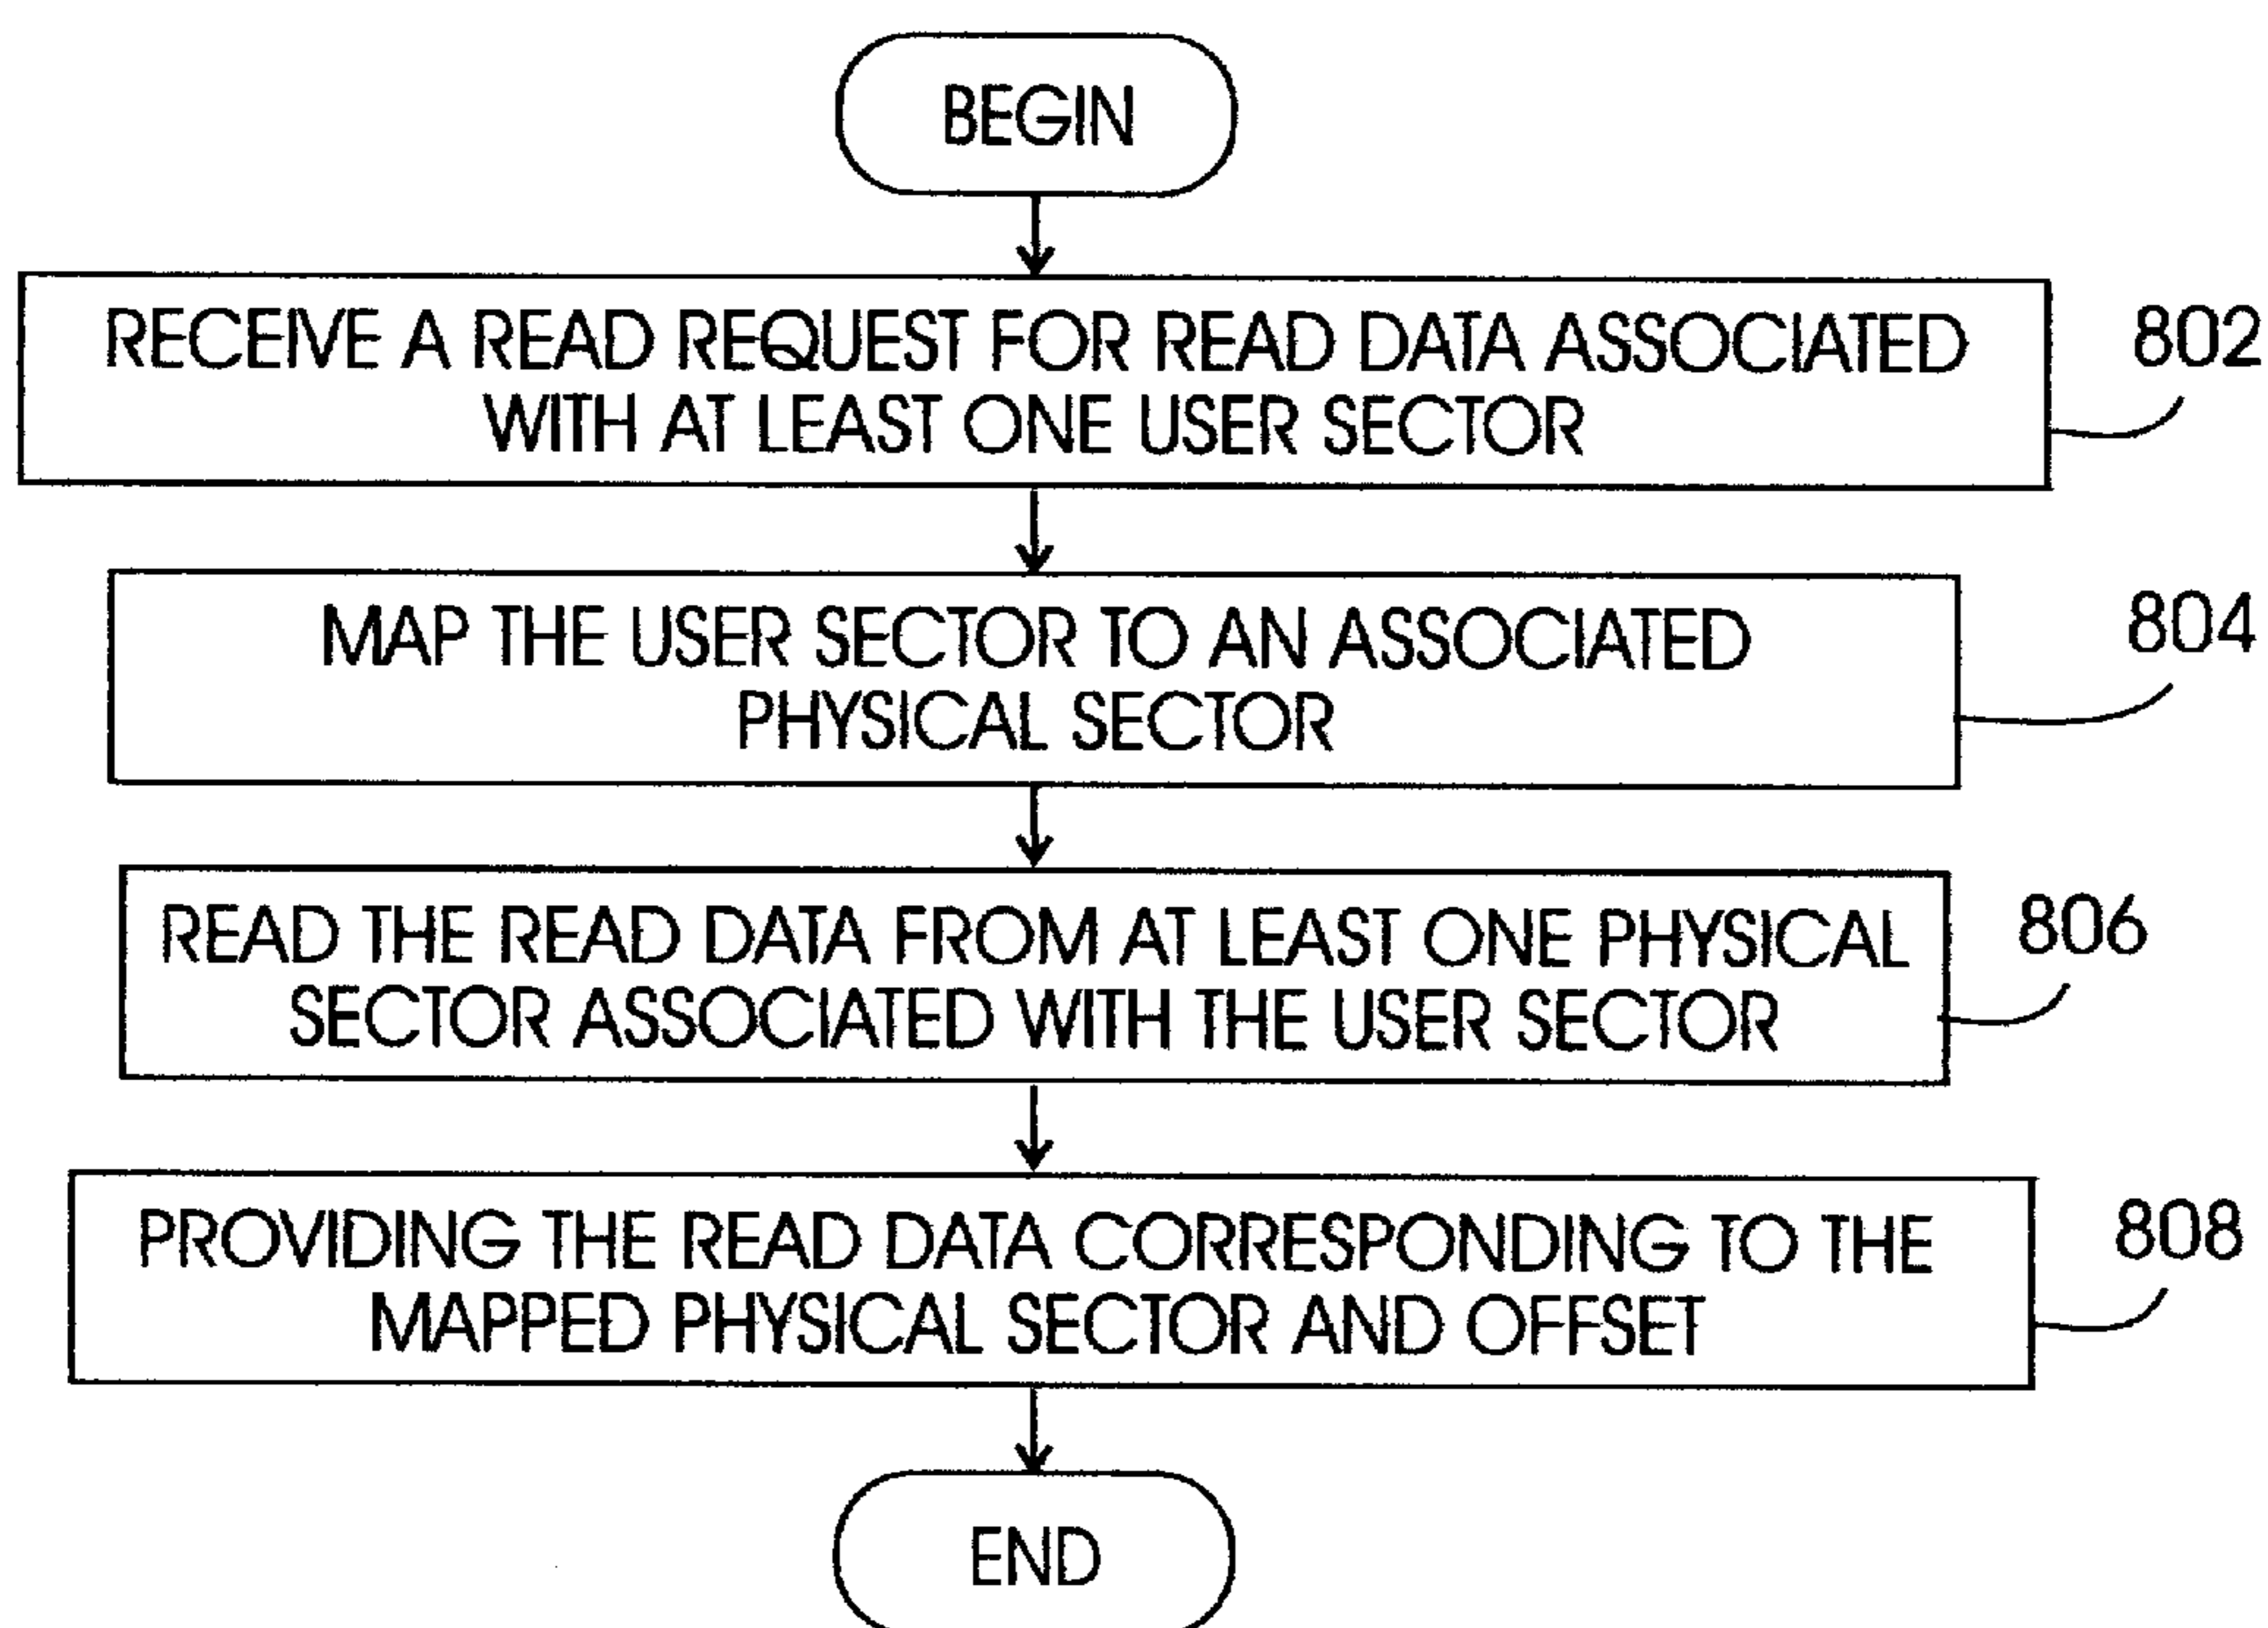 BEGIN
RECEIVE A READ REQUEST FOR READ DATA ASSOCIATED
WITH AT LEAST ONE USER SECTOR
802
MAP THE USER SECTOR TO AN ASSOCIATED
PHYSICAL SECTOR
804
READ THE READ DATA FROM AT LEAST ONE PHYSICAL
SECTOR ASSOCIATED WITH THE USER SECTOR
806
PROVIDING THE READ DATA CORRESPONDING TO THE
MAPPED PHYSICAL SECTOR AND OFFSET
808
END